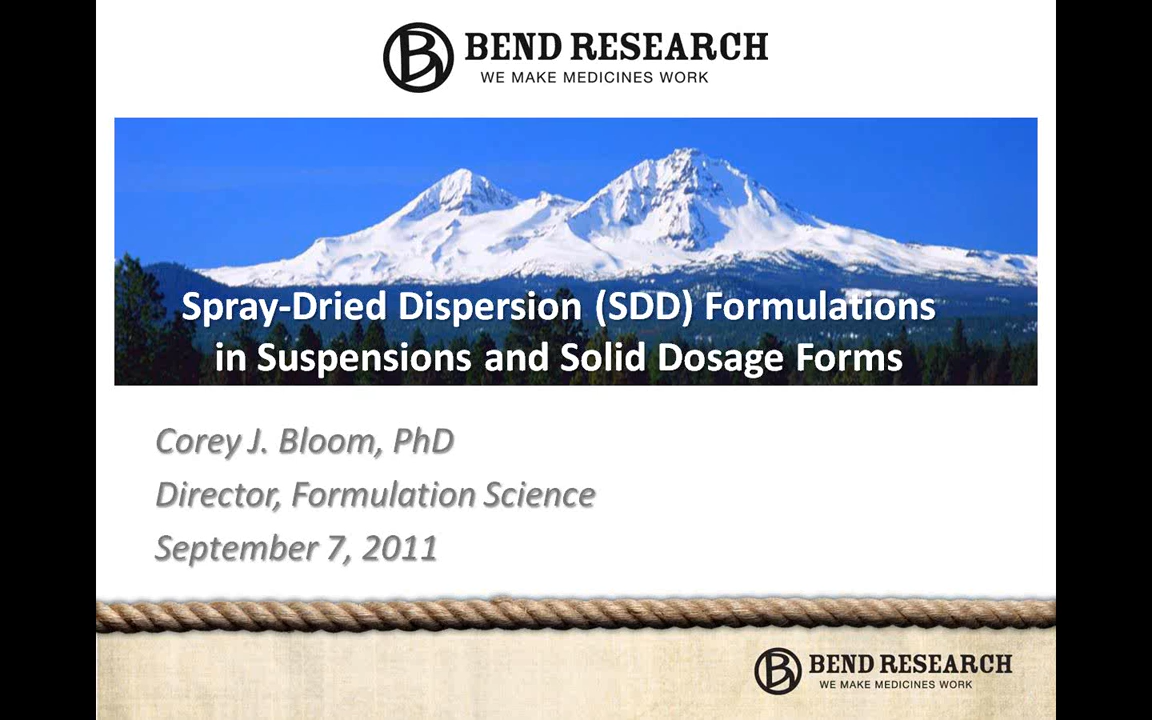 BEND RESEARCH
WE MAKE MEDICINES WORK
Spray-Dried Dispersion (SDD) Formulations
in Suspensions and Solid Dosage Forms
Corey J. Bloom, PhD
Director, Formulation Science
September 7, 2011
BEND RESEARCH
WE MAKE MEDICINES WORK